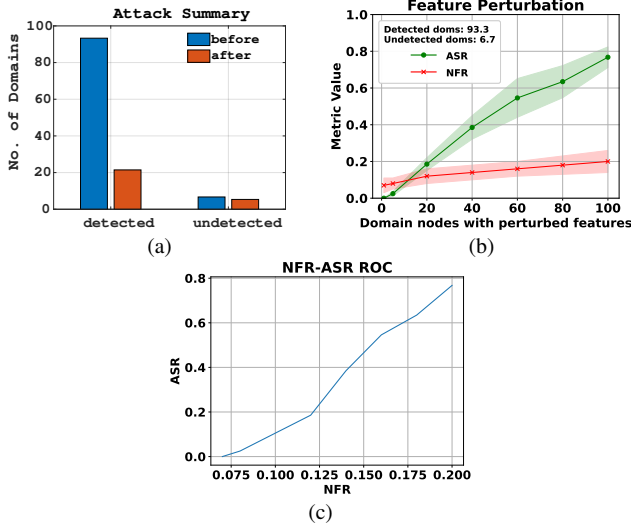 Attack Summary
No. of Domains
100
80
60
40
20
0
before
after
detected
undetected
(a)
Feature Perturbation
Metric Value
1.0
0.8
0.6
0.4
0.2
0.0
Detected doms: 93.3
Undetected doms: 6.7
ASR
NFR
0 20 40 60 80 100
Domain nodes with perturbed features
(b)
NFR-ASR ROC
ASR
0.8
0.6
0.4
0.2
0.0
0.075 0.100 0.125 0.150 0.175 0.200
NFR
(c)